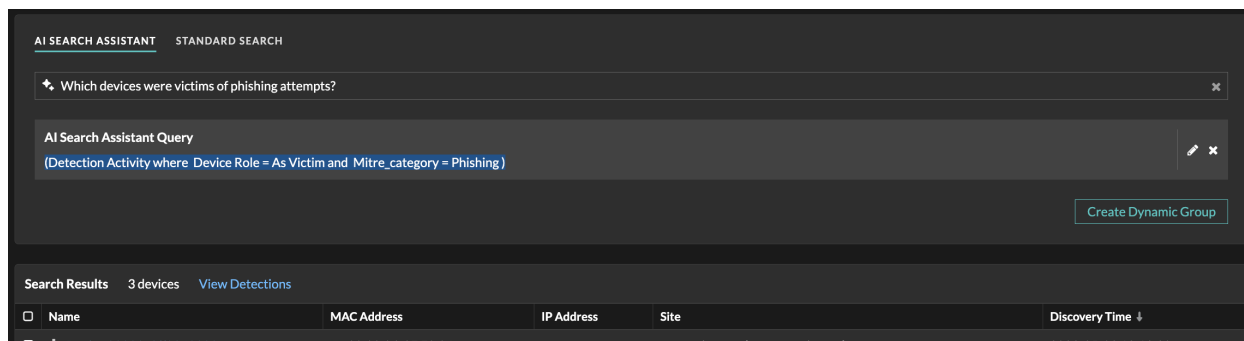 AI SEARCH ASSISTANT STANDARD SEARCH
Which devices were victims of phishing attempts?
AI Search Assistant Query
(Detection Activity where Device Role = As Victim and Mitre_category = Phishing )
Create Dynamic Group
Search Results 3 devices View Detections
Name MAC Address IP Address Site Discovery Time ↓